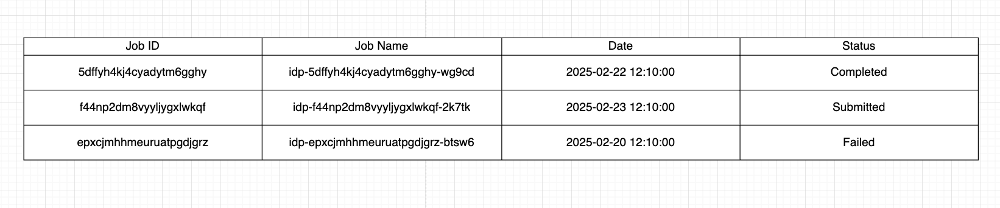 Job ID Job Name Date Status
5dffyh4kj4cyadytm6gghy idp-5dffyh4kj4cyadytm6gghy-wg9cd 2025-02-22 12:10:00 Completed
f44np2dm8vyyljygxlwkqf idp-f44np2dm8vyyljygxlwkqf-2k7tk 2025-02-23 12:10:00 Submitted
epxcjmhhmeuruatpgdjgrz idp-epxcjmhhmeuruatpgdjgrz-btsw6 2025-02-20 12:10:00 Failed